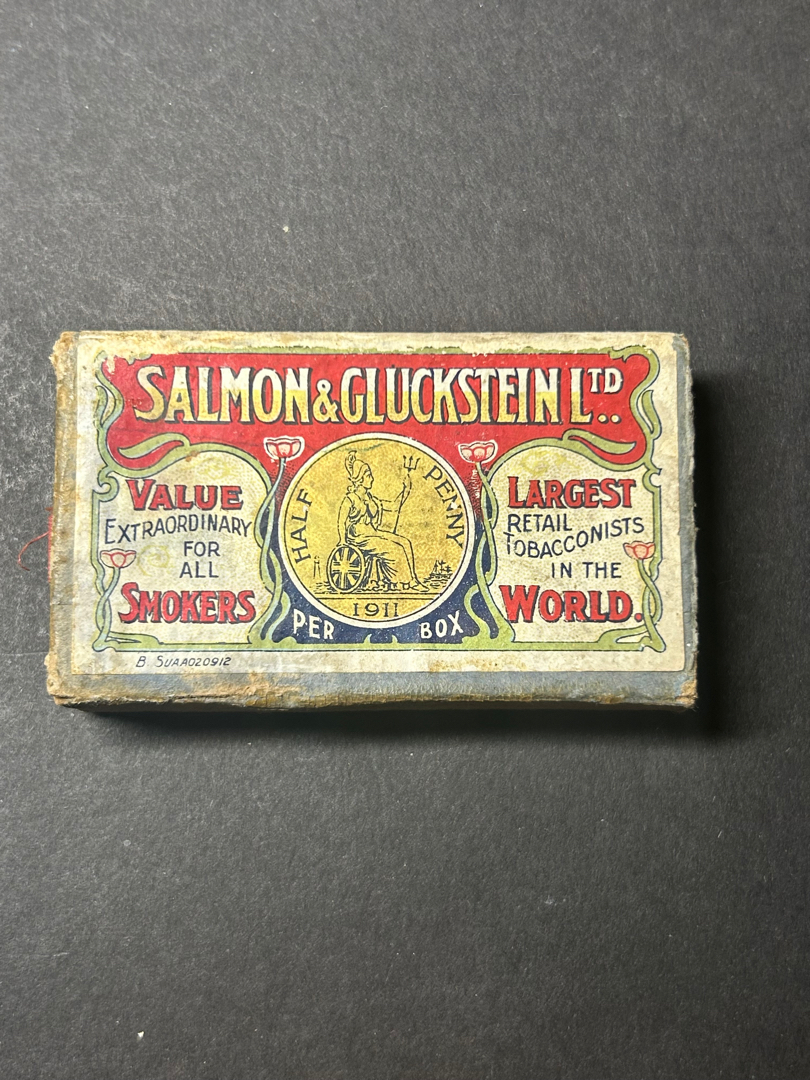 SALMON & GLUCKSTEIN LTD..
VALUE
EXTRAORDINARY
FOR
ALL
SMOKERS
HALF PENNY
1911
PER BOX
LARGEST
RETAIL
TOBACCONISTS
IN THE
WORLD.
B. SUAA020912